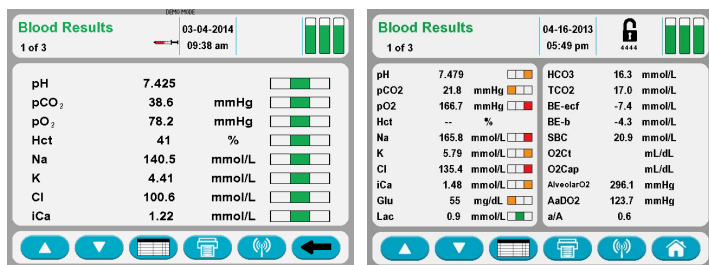 DEMO MODE
Blood Results
1 of 3
03-04-2014
09:38 am
pH 7.425
pCO2 38.6 mmHg
pO2 78.2 mmHg
Hct 41 %
Na 140.5 mmol/L
K 4.41 mmol/L
Cl 100.6 mmol/L
iCa 1.22 mmol/L
Blood Results
1 of 3
04-16-2013
05:49 pm
4444
pH 7.479
pCO2 21.8 mmHg
pO2 166.7 mmHg
Hct -- %
Na 165.8 mmol/L
K 5.79 mmol/L
Cl 135.4 mmol/L
iCa 1.48 mmol/L
Glu 55 mg/dL
Lac 0.9 mmol/L
HCO3 16.3 mmol/L
TCO2 17.0 mmol/L
BE-ecf -7.4 mmol/L
BE-b -4.3 mmol/L
SBC 20.9 mmol/L
O2Ct mL/dL
O2Cap mL/dL
AlveolarO2 296.1 mmHg
AaDO2 123.7 mmHg
a/A 0.6